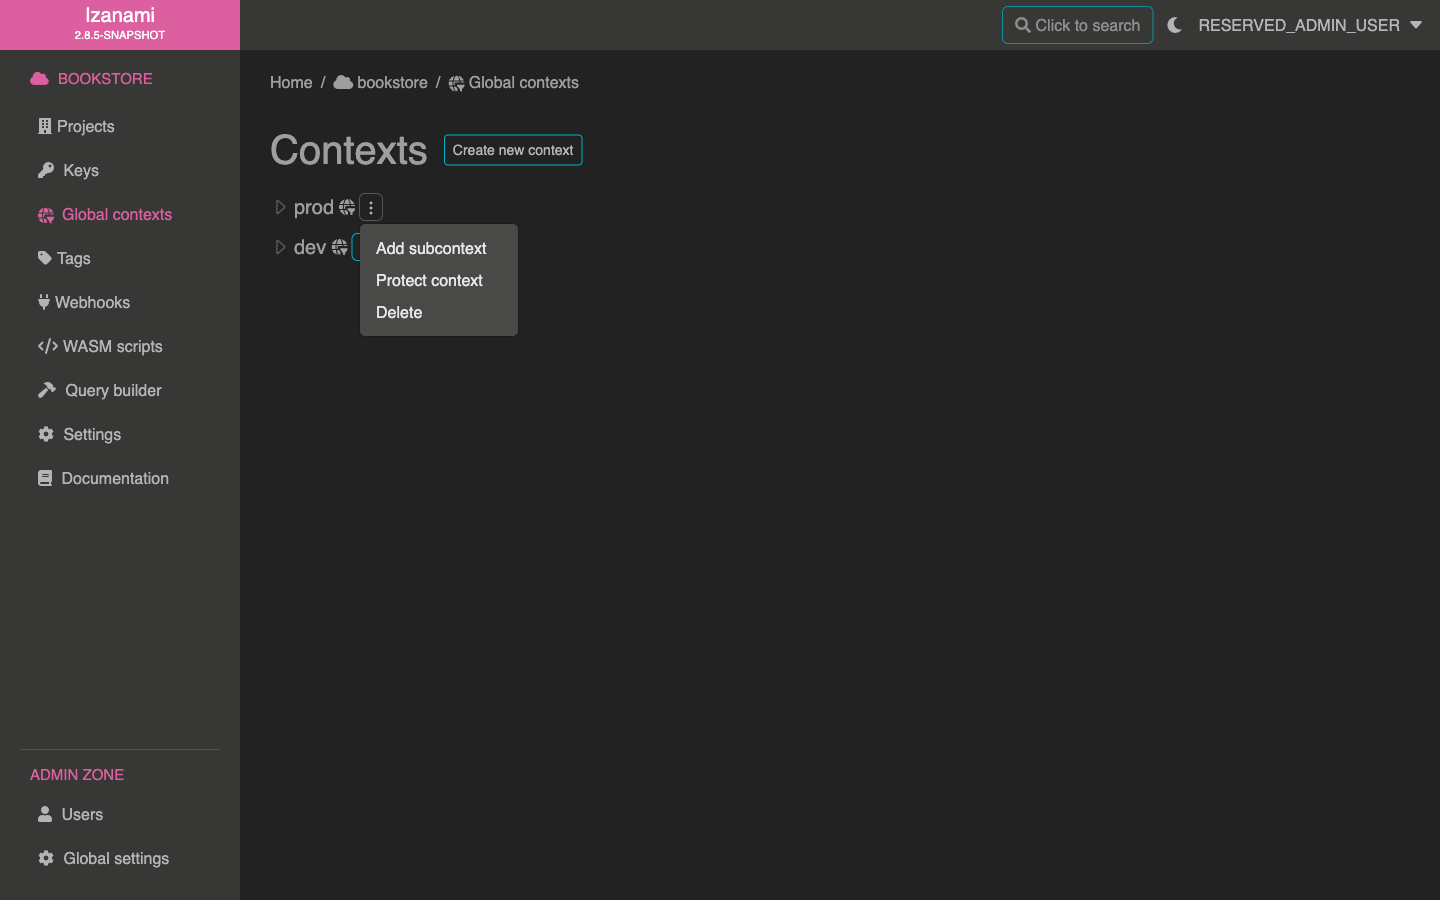 Izanami
2.8.5-SNAPSHOT
Click to search
RESERVED_ADMIN_USER
BOOKSTORE
Projects
Keys
Global contexts
Tags
Webhooks
WASM scripts
Query builder
Settings
Documentation
ADMIN ZONE
Users
Global settings
Home / bookstore / Global contexts
Contexts
Create new context
prod
dev
Add subcontext
Protect context
Delete